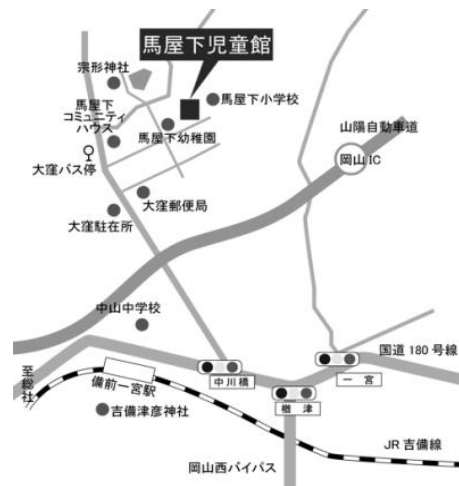 馬屋下児童館
宗形神社
馬屋下小学校
馬屋下
コミュニティ
ハウス
馬屋下幼稚園
山陽自動車道
岡山IC
大窪バス停
大窪郵便局
大窪駐在所
中山中学校
国道180号線
至総社
備前一宮駅
中川橋
一宮
楢津
吉備津彦神社
JR吉備線
岡山西バイパス